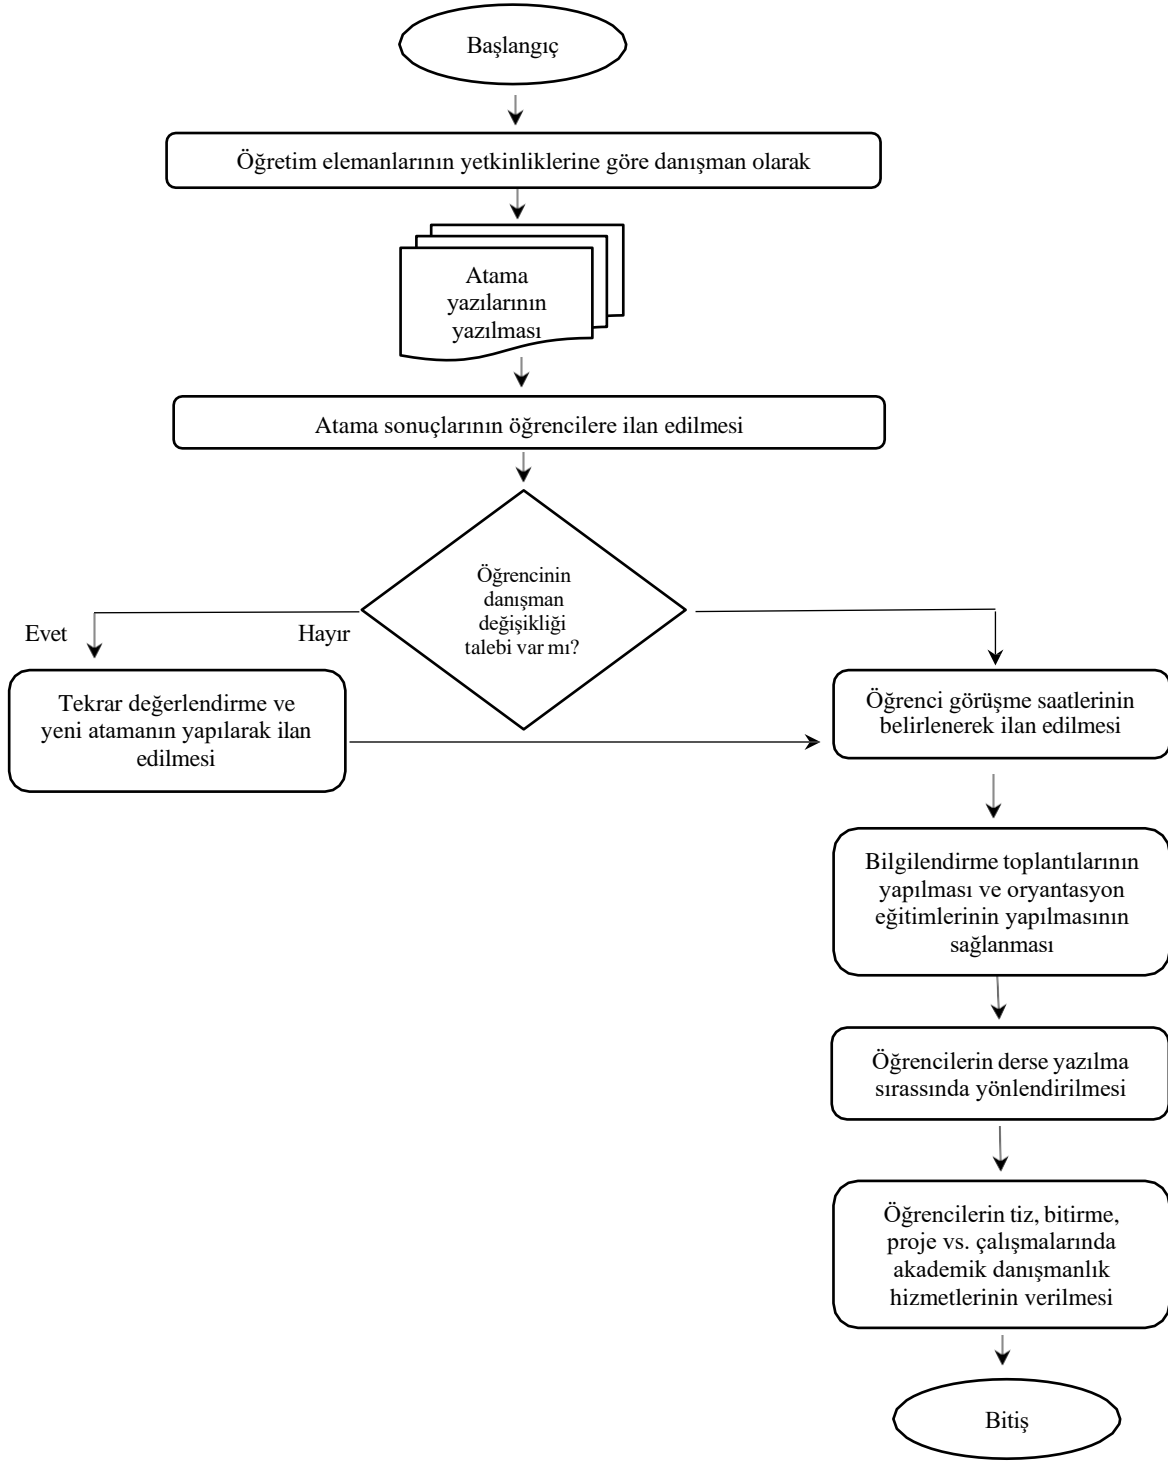 Başlangıç
Öğretim elemanlarının yetkinliklerine göre danışman olarak
Atama
yazılarının
yazılması
Atama sonuçlarının öğrencilere ilan edilmesi
Öğrencinin
danışman
değişikliği
talebi var mı?
Evet
Hayır
Tekrar değerlendirme ve
yeni atamanın yapılarak ilan
edilmesi
Öğrenci görüşme saatlerinin
belirlenerek ilan edilmesi
Bilgilendirme toplantılarının
yapılması ve oryantasyon
eğitimlerinin yapılmasının
sağlanması
Öğrencilerin derse yazılma
sırassında yönlendirilmesi
Öğrencilerin tiz, bitirme,
proje vs. çalışmalarında
akademik danışmanlık
hizmetlerinin verilmesi
Bitiş